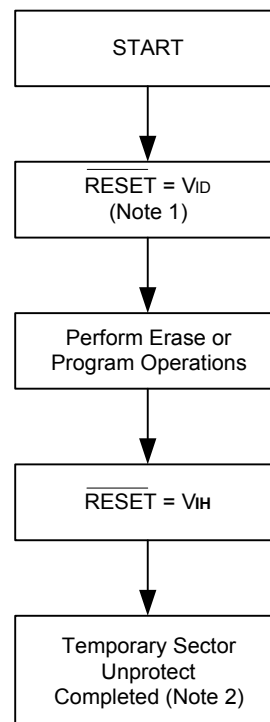 START
RESET = VID
(Note 1)
Perform Erase or
Program Operations
RESET = VIH
Temporary Sector
Unprotect
Completed (Note 2)